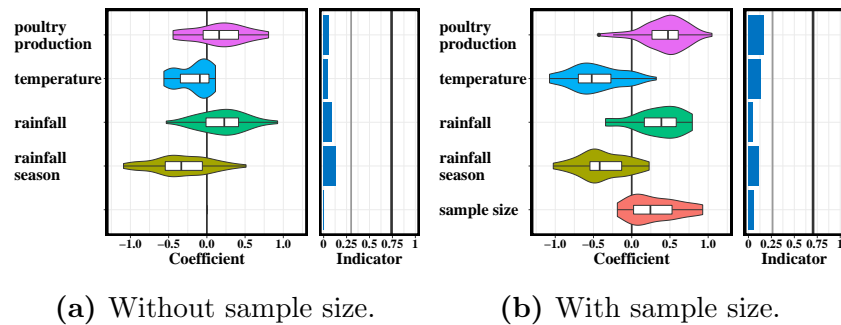 poultry
production
temperature
rainfall
rainfall
season
−1.0 −0.5 0.0 0.5 1.0
Coefficient
0 0.25 0.5 0.75 1
Indicator
(a) Without sample size.
poultry
production
temperature
rainfall
rainfall
season
sample size
−1.0 −0.5 0.0 0.5 1.0
Coefficient
0 0.25 0.5 0.75 1
Indicator
(b) With sample size.